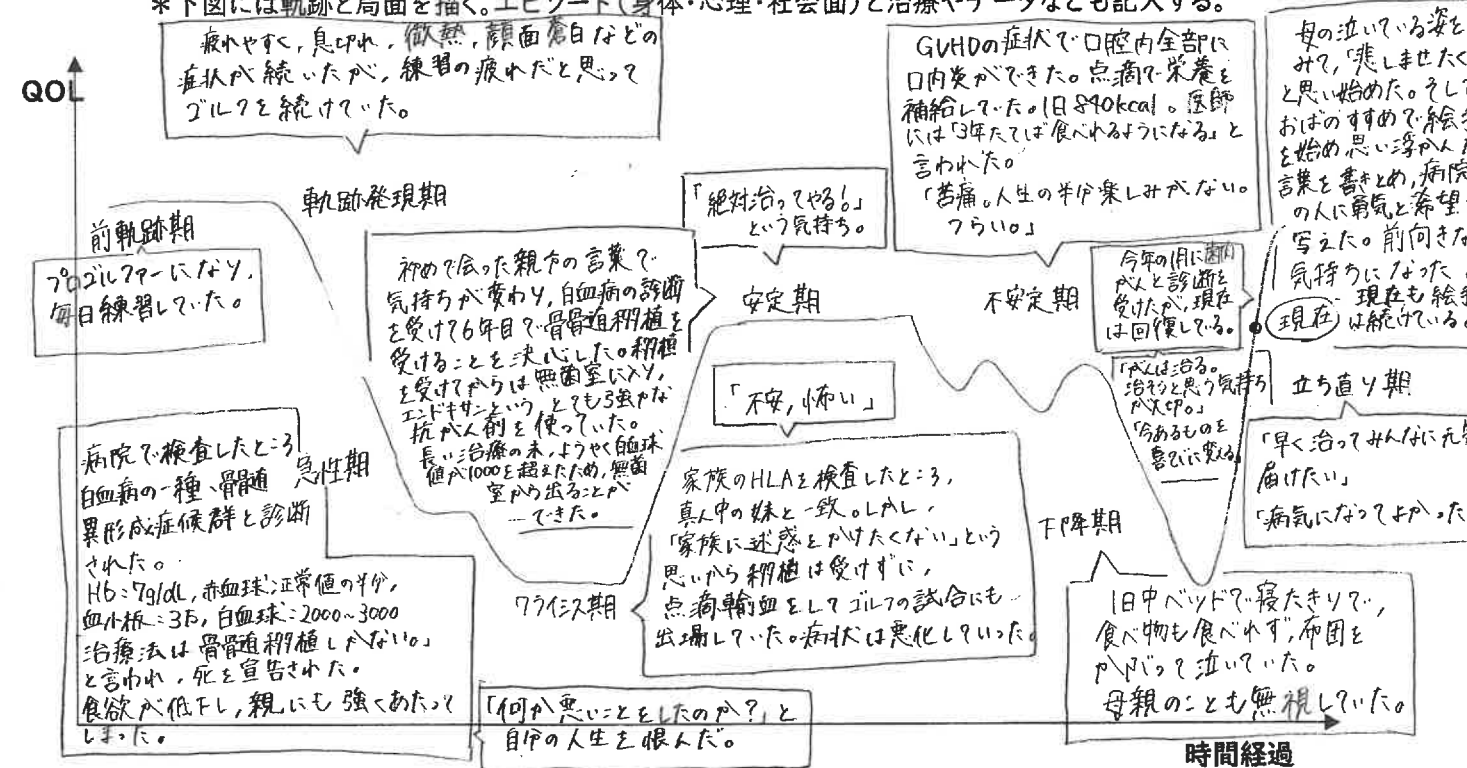 *下図には軌跡と局面を描く。エピソード(身体・心理・社会面)と治療やデータなども記入する。
QOL
疲れやすく、息切れ、微熱、顔面蒼白などの
症状が続いたが、練習の疲れだと思って
ゴルフを続けていた。
前軌跡期
プロゴルファーになり、
毎日練習していた。
軌跡発現期
急性期
病院で検査したところ
白血病の一種、骨髄
異形成症候群と診断
された。
Hb:7g/dL,赤血球:正常値の半分,
血小板:3万,白血球:2000~3000
治療法は骨髄移植しかない。」
と言われ、死を宣告された。
食欲が低下し、親にも強くあたって
しまった。
「何か悪いことをしたのか?」と
自分の人生を恨んだ。
クライシス期
家族のHLAを検査したところ、
真ん中の妹と一致。しかし、
「家族に迷惑をかけたくない」という
思いから移植は受けずに、
点滴輸血をしてゴルフの試合にも
出場していた。病状は悪化していった。
「不安,怖い」
初めて会った親方の言葉で
気持ちが変わり、白血病の診断
を受けて6年目で骨髄移植を
受けることを決心した。移植
を受けてからは無菌室に入り、
エンドキサンという、とても強力な
抗がん剤を使っていた。
長い治療の末、ようやく白血球
値が1000を超えたため、無菌
室から出ることが
できた。
「絶対治ってやる!」
という気持ち。
安定期
不安定期
GVHDの症状で口腔内全部に
口内炎ができた。点滴で栄養を
補給していた。1日840kcal。医師
には「3年たてば食べれるようになる」と
言われた。
「苦痛。人生の半分楽しみがない。
つらい。」
下降期
1日中ベッドで寝たきりで、
食べ物も食べれず、布団を
かぶって泣いていた。
母親のことも無視していた。
今年の1月に歯肉
がんと診断を
受けたが、現在
は回復している。
「がんは治る。
治そうと思う気持ち
が大切。」
「今あるものを
喜びに変える」
母の泣いている姿を
みて、「悲しませたく
と思い始めた。そして
おばのすすめで絵手
を始め、思い浮かんだ
言葉を書きとめ、病院
の人に勇気と希望
与えた。前向きな
気持ちになった。
現在も絵手
は続けている。
現在
立ち直り期
「早く治ってみんなに元気
届けたい」
「病気になってよかった
時間経過